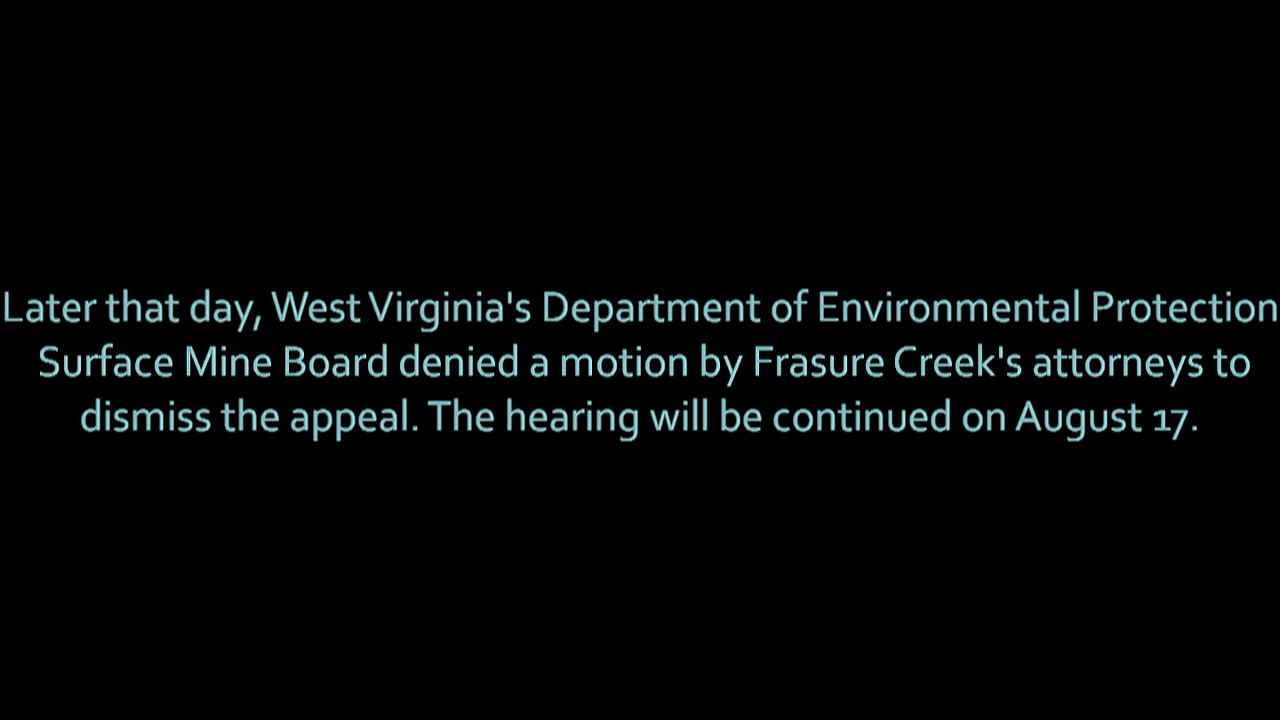 Later that day, West Virginia's Department of Environmental Protection
Surface Mine Board denied a motion by Frasure Creek's attorneys to
dismiss the appeal. The hearing will be continued on August 17.